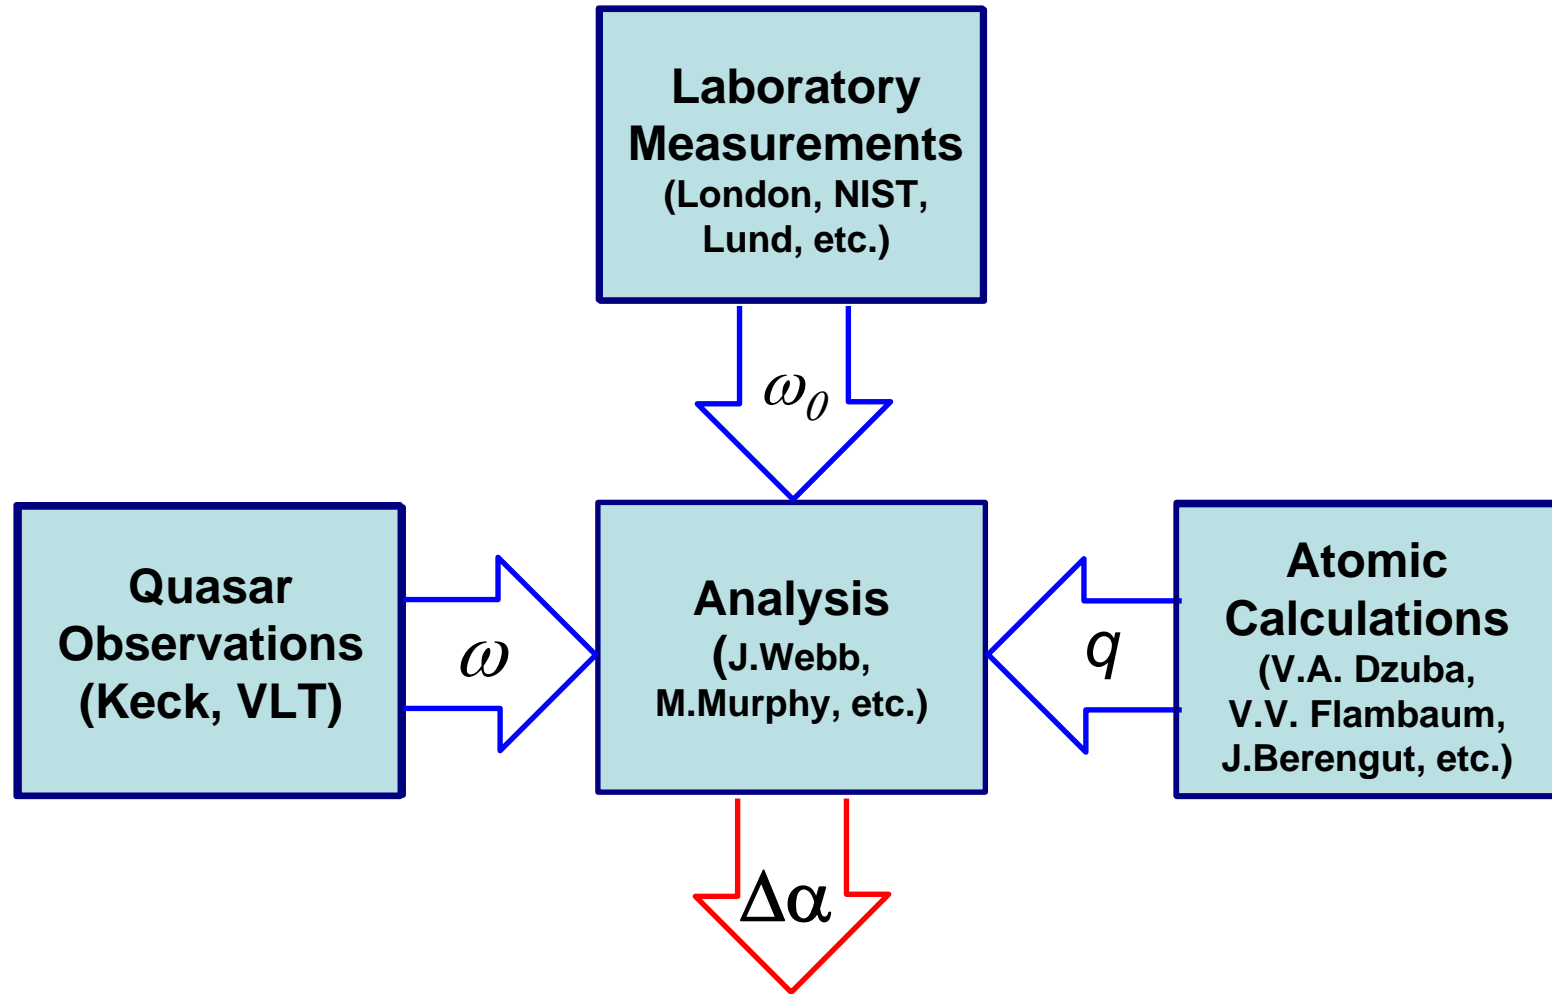 Laboratory
Measurements
(London, NIST,
Lund, etc.)
ω0
Quasar
Observations
(Keck, VLT)
ω
Analysis
(J.Webb,
M.Murphy, etc.)
q
Atomic
Calculations
(V.A. Dzuba,
V.V. Flambaum,
J.Berengut, etc.)
Δα